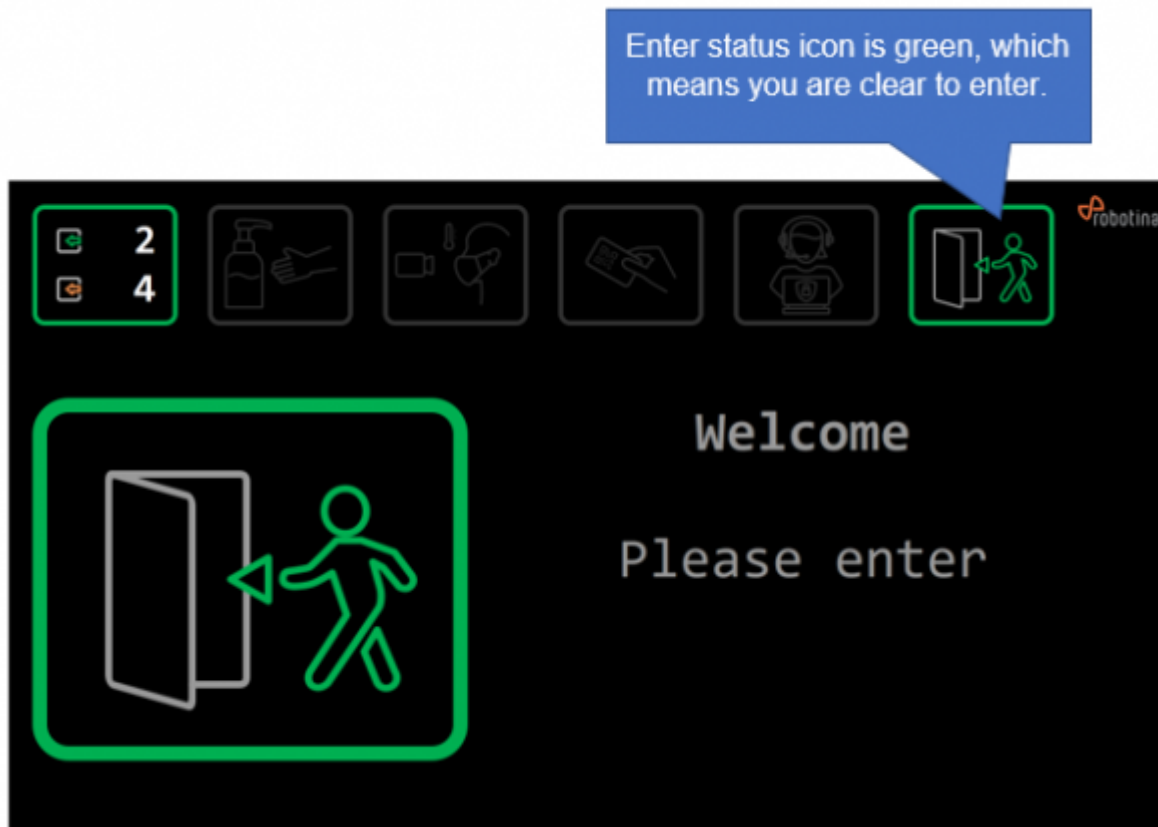 Enter status icon is green, which
means you are clear to enter.
2
4
robotina
Welcome
Please enter